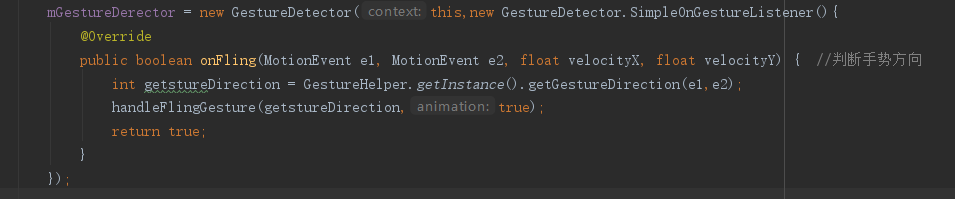 mGestureDerector = new GestureDetector( context: this,new GestureDetector.SimpleOnGestureListener(){
@Override
public boolean onFling(MotionEvent e1, MotionEvent e2, float velocityX, float velocityY) { //判断手势方向
int getstureDirection = GestureHelper.getInstance().getGestureDirection(e1,e2);
handleFlingGesture(getstureDirection, animation: true);
return true;
}
});